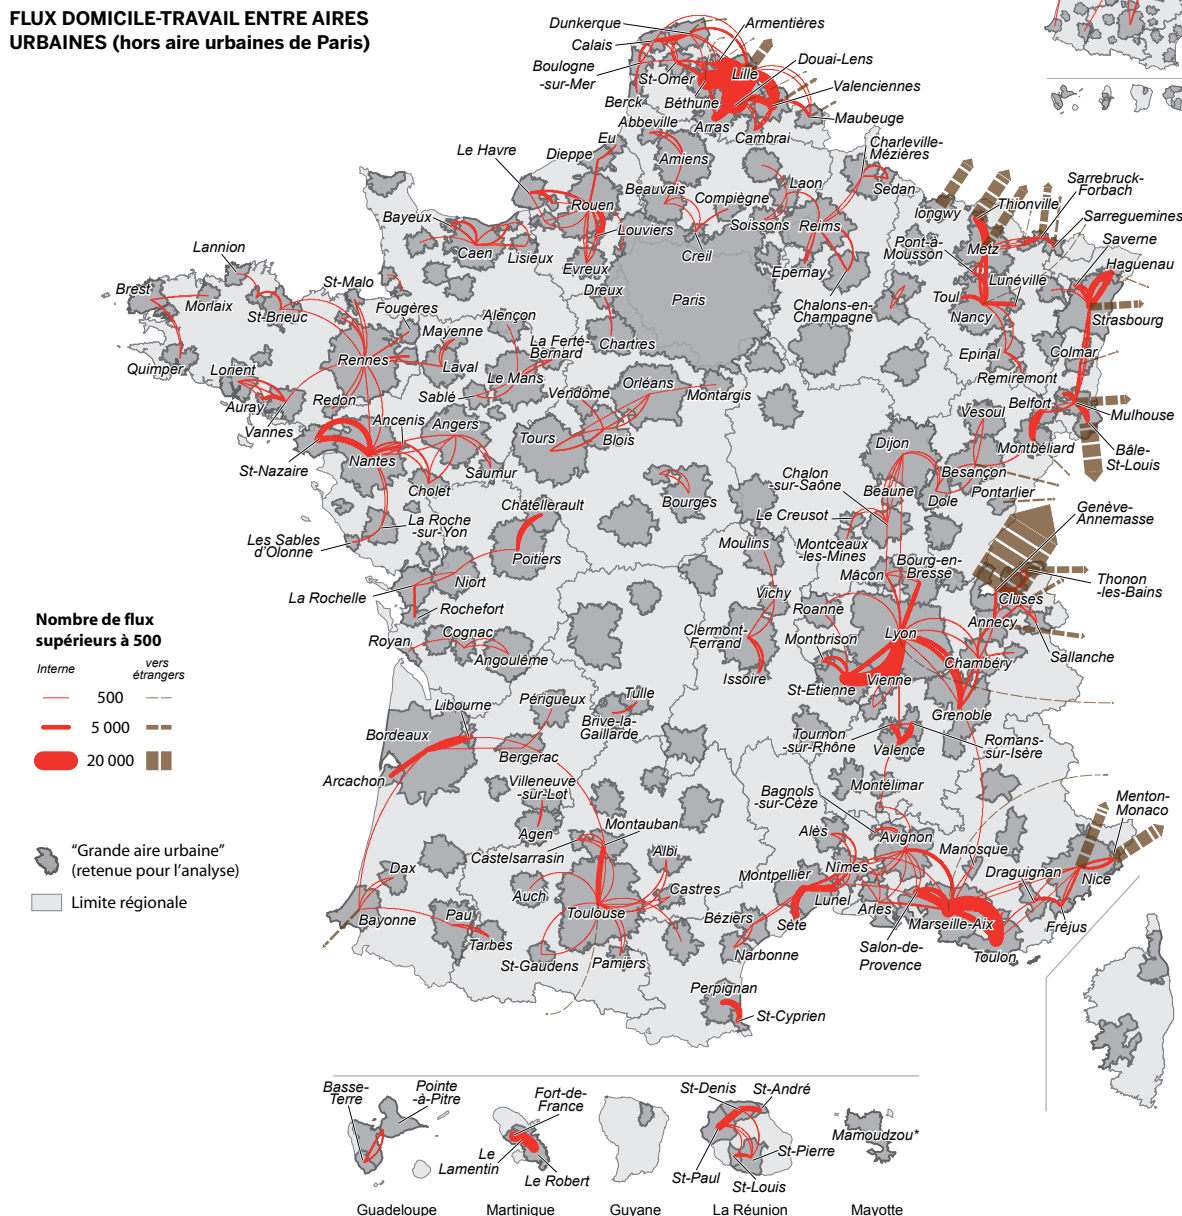 FLUX DOMICILE-TRAVAIL ENTRE AIRES
URBAINES (hors aire urbaines de Paris)
Dunkerque
Armentières
Calais
Douai-Lens
Boulogne
-sur-Mer
St-Omer
Lille
Valenciennes
Berck
Béthune
Maubeuge
Abbeville
Arras
Cambrai
Eu
Charleville-
Mézières
Le Havre
Dieppe
Amiens
Sedan
Sarrebruck-
Forbach
Beauvais
Compiègne
Laon
longwy
Thionville
Bayeux
Rouen
Sarreguemines
Louviers
Soissons
Reims
Pont-à-
Mousson
Metz
Saverne
Lannion
Caen
Lisieux
Creil
Haguenau
Evreux
Epernay
Lunéville
Brest
St-Malo
Dreux
Paris
Toul
Morlaix
St-Brieuc
Fougères
Alençon
Chalons-en-
Champagne
Nancy
Strasbourg
Mayenne
La Ferté-
Bernard
Chartres
Epinal
Colmar
Quimper
Lorient
Rennes
Laval
Le Mans
Orléans
Remiremont
Auray
Redon
Sablé
Vendôme
Montargis
Belfort
Vannes
Ancenis
Angers
Vesoul
Mulhouse
St-Nazaire
Nantes
Tours
Blois
Dijon
Montbéliard
Bâle-
St-Louis
Saumur
Chalon
-sur-Saône
Besançon
Cholet
Bourges
Beaune
Dole
Pontarlier
Châtellerault
Genève-
Annemasse
La Roche
-sur-Yon
Le Creusot
Les Sables
d'Olonne
Poitiers
Moulins
Montceaux
-les-Mines
Bourg-en-
Bresse
Niort
Mâcon
Thonon
-les-Bains
La Rochelle
Vichy
Roanne
Cluses
Rochefort
Annecy
Royan
Cognac
Clermont-
Ferrand
Montbrison
Lyon
Angoulême
Chambéry
Sallanche
Issoire
St-Etienne
Vienne
Nombre de flux
supérieurs à 500
Interne
vers
étrangers
500
5 000
20 000
Libourne
Périgueux
Tulle
Grenoble
Bordeaux
Brive-la-
Gaillarde
Tournon
-sur-Rhône
Valence
Romans-
sur-Isère
Bergerac
Arcachon
Villeneuve
-sur-Lot
Montélimar
Bagnols
-sur-Cèze
Menton-
Monaco
Agen
Montauban
Alès
Avignon
"Grande aire urbaine"
(retenue pour l'analyse)
Castelsarrasin
Albi
Manosque
Dax
Nîmes
Draguignan
Limite régionale
Auch
Castres
Montpellier
Nice
Bayonne
Pau
Toulouse
Béziers
Lunel
Arles
Marseille-Aix
Fréjus
Tarbes
Sète
St-Gaudens
Pamiers
Narbonne
Salon-de-
Provence
Toulon
Perpignan
St-Cyprien
Basse-
Terre
Pointe
-à-Pitre
Fort-de-
France
St-Denis
St-André
Mamoudzou*
Le
Lamentin
St-Pierre
Le Robert
St-Paul
St-Louis
Guadeloupe
Martinique
Guyane
La Réunion
Mayotte